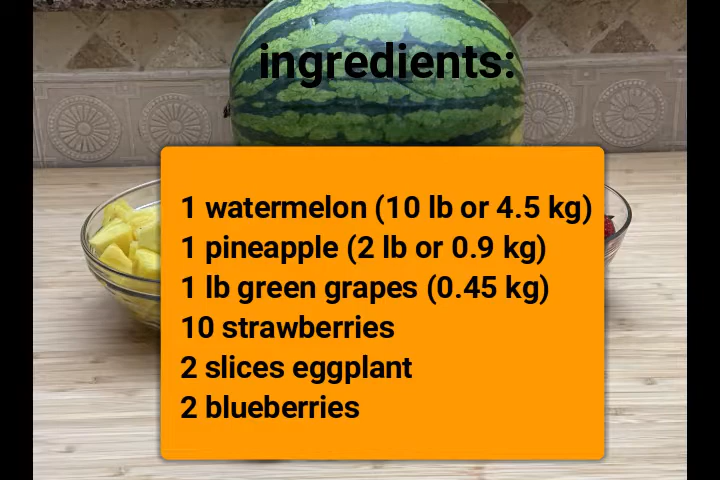 ingredients:
1 watermelon (10 lb or 4.5 kg)
1 pineapple (2 lb or 0.9 kg)
1 lb green grapes (0.45 kg)
10 strawberries
2 slices eggplant
2 blueberries